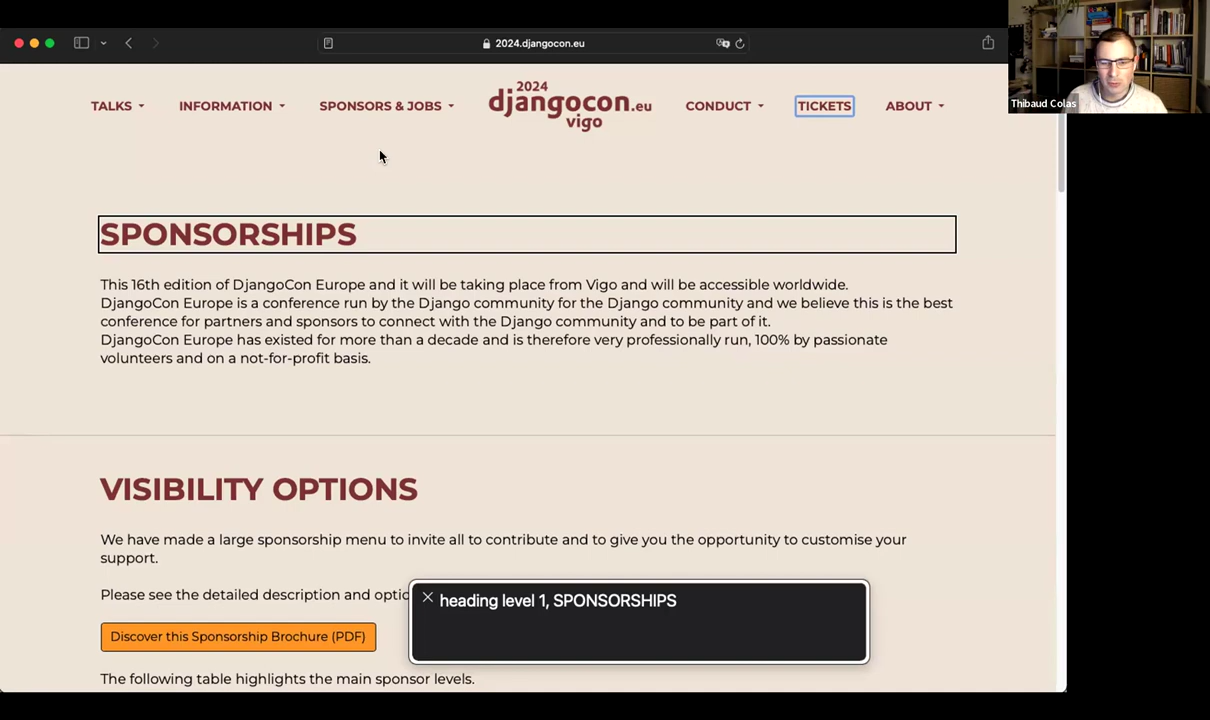 2024.djangocon.eu
Thibaud Colas
TALKS
INFORMATION
SPONSORS & JOBS
2024
djangocon.eu
vigo
CONDUCT
TICKETS
ABOUT
SPONSORSHIPS
This 16th edition of DjangoCon Europe and it will be taking place from Vigo and will be accessible worldwide.
DjangoCon Europe is a conference run by the Django community for the Django community and we believe this is the best
conference for partners and sponsors to connect with the Django community and to be part of it.
DjangoCon Europe has existed for more than a decade and is therefore very professionally run, 100% by passionate
volunteers and on a not-for-profit basis.
VISIBILITY OPTIONS
We have made a large sponsorship menu to invite all to contribute and to give you the opportunity to customise your
support.
Please see the detailed description and optio
heading level 1, SPONSORSHIPS
Discover this Sponsorship Brochure (PDF)
The following table highlights the main sponsor levels.